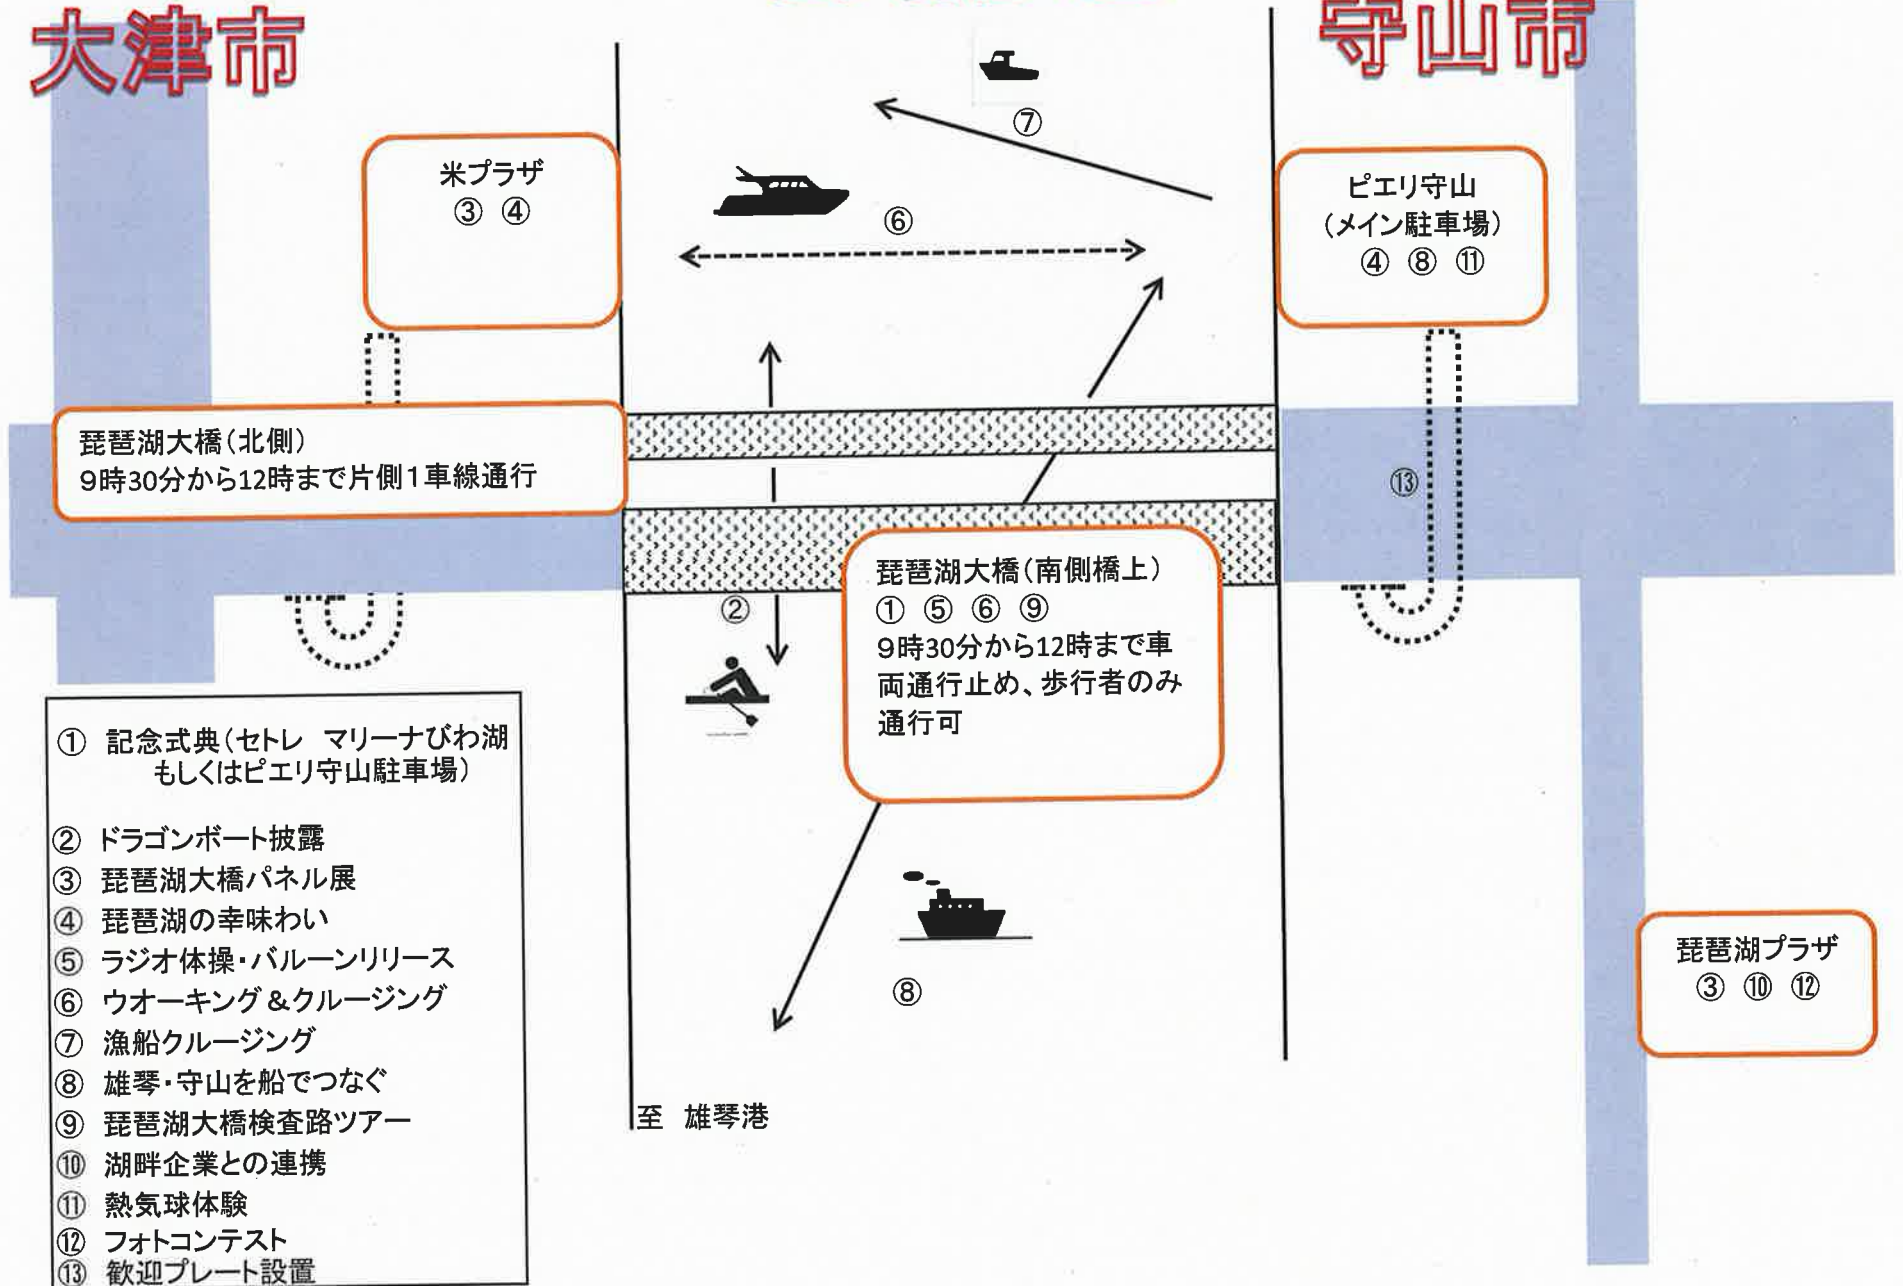 大津市
守山市
⑦
米プラザ
③ ④
⑥
ピエリ守山
(メイン駐車場)
④ ⑧ ⑪
琵琶湖大橋(北側)
9時30分から12時まで片側1車線通行
⑬
②
琵琶湖大橋(南側橋上)
① ⑤ ⑥ ⑨
9時30分から12時まで車
両通行止め、歩行者のみ
通行可
① 記念式典(セトレ マリーナびわ湖
もしくはピエリ守山駐車場)
② ドラゴンボート披露
③ 琵琶湖大橋パネル展
④ 琵琶湖の幸味わい
⑤ ラジオ体操・バルーンリリース
⑥ ウオーキング&クルージング
⑦ 漁船クルージング
⑧ 雄琴・守山を船でつなぐ
⑨ 琵琶湖大橋検査路ツアー
⑩ 湖畔企業との連携
⑪ 熱気球体験
⑫ フォトコンテスト
⑬ 歓迎プレート設置
⑧
琵琶湖プラザ
③ ⑩ ⑫
至 雄琴港